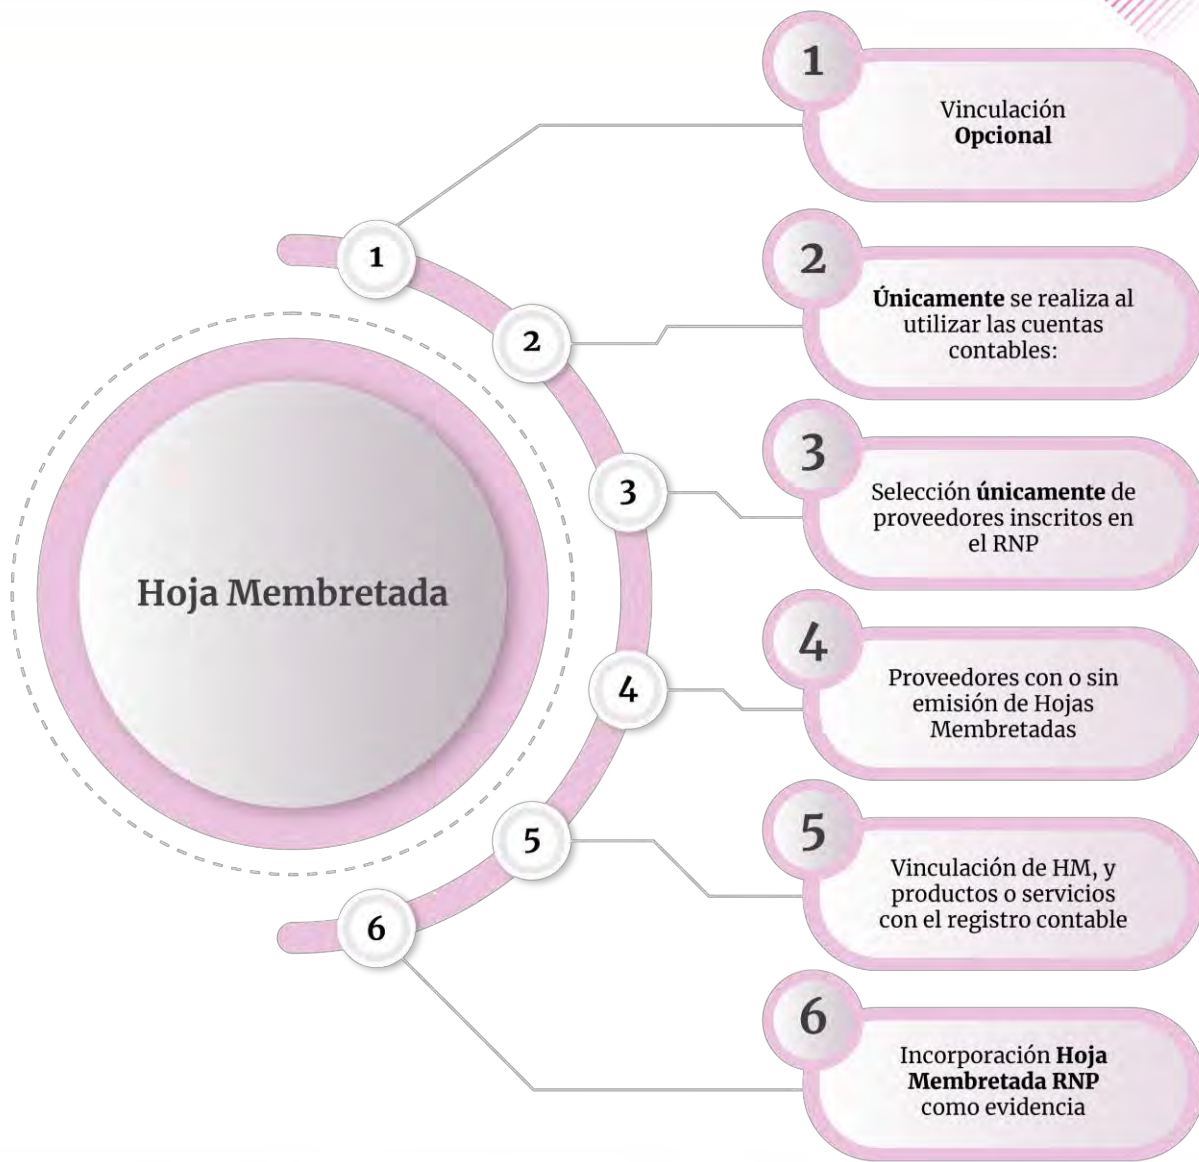 Hoja Membretada
1
2
3
4
5
6
1
Vinculación
Opcional
2
Únicamente se realiza al
utilizar las cuentas
contables:
3
Selección únicamente de
proveedores inscritos en
el RNP
4
Proveedores con o sin
emisión de Hojas
Membretadas
5
Vinculación de HM, y
productos o servicios
con el registro contable
6
Incorporación Hoja
Membretada RNP
como evidencia